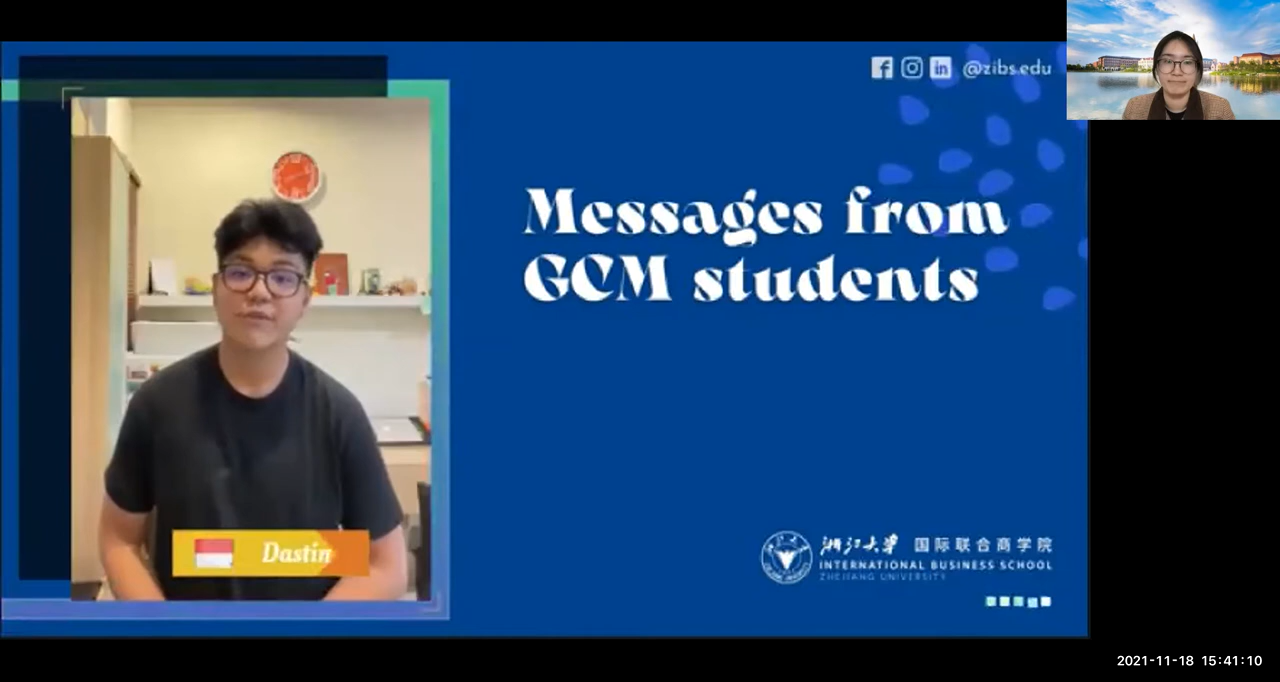 @zibs.edu
Messages from
GCM students
Dastin
浙江大学 国际联合商学院
INTERNATIONAL BUSINESS SCHOOL
ZHEJIANG UNIVERSITY
2021-11-18 15:41:10